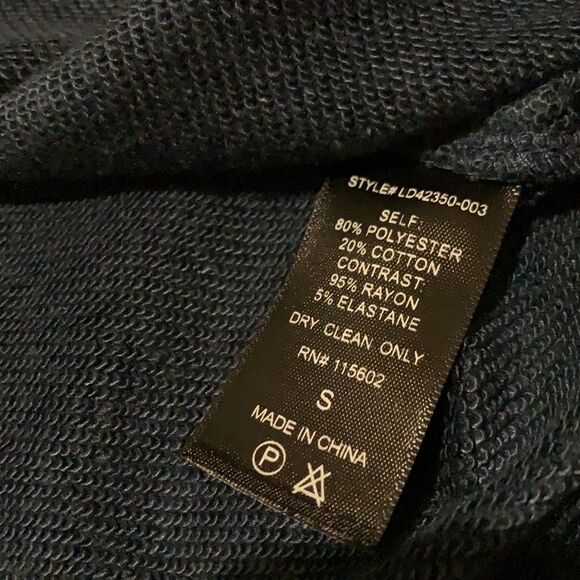 STYLE# LD42350-003
SELF:
80% POLYESTER
20% COTTON
CONTRAST:
95% RAYON
5% ELASTANE
DRY CLEAN ONLY
RN# 115602
S
MADE IN CHINA
P